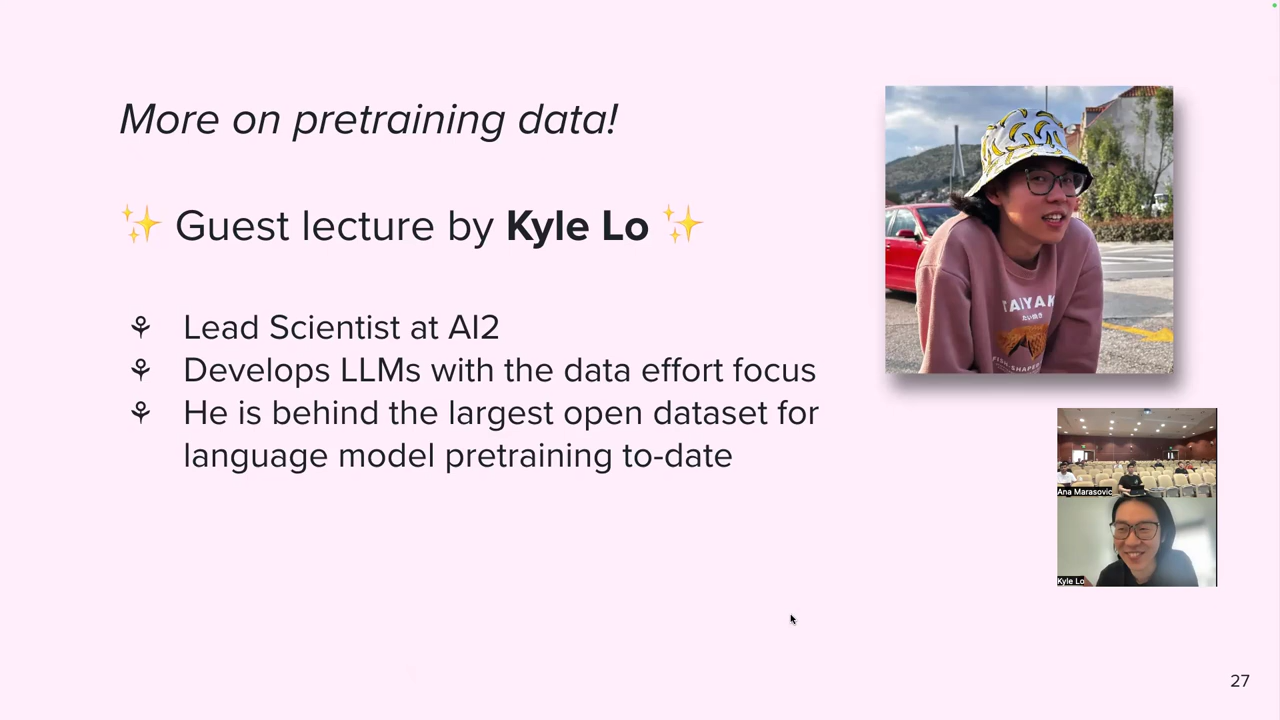 More on pretraining data!
✨ Guest lecture by Kyle Lo ✨
⚘ Lead Scientist at AI2
⚘ Develops LLMs with the data effort focus
⚘ He is behind the largest open dataset for
language model pretraining to-date
TAIYAK
Ana Marasovic
Kyle Lo
27